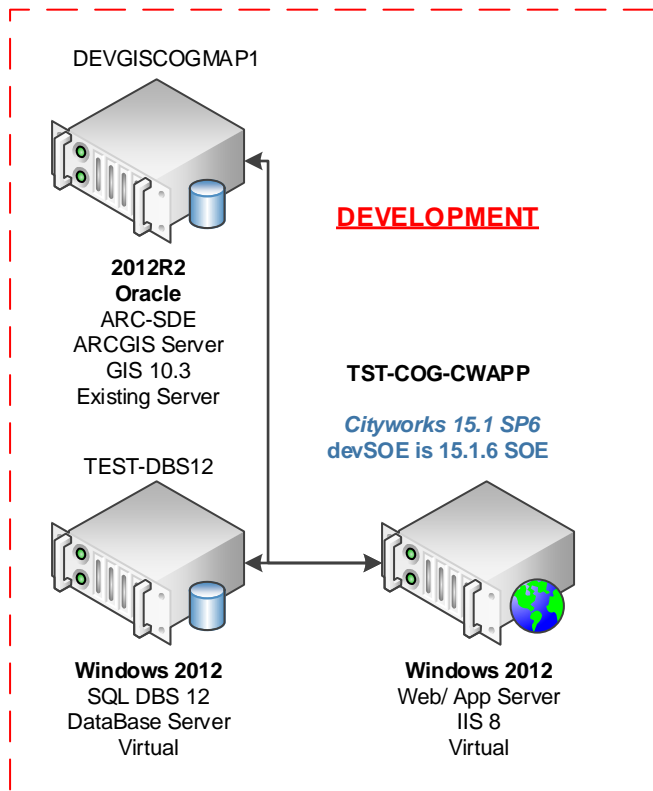 DEVGISCOGMAP1
2012R2
Oracle
ARC-SDE
ARCGIS Server
GIS 10.3
Existing Server
DEVELOPMENT
TST-COG-CWAPP
Cityworks 15.1 SP6
devSOE is 15.1.6 SOE
TEST-DBS12
Windows 2012
SQL DBS 12
DataBase Server
Virtual
Windows 2012
Web/ App Server
IIS 8
Virtual